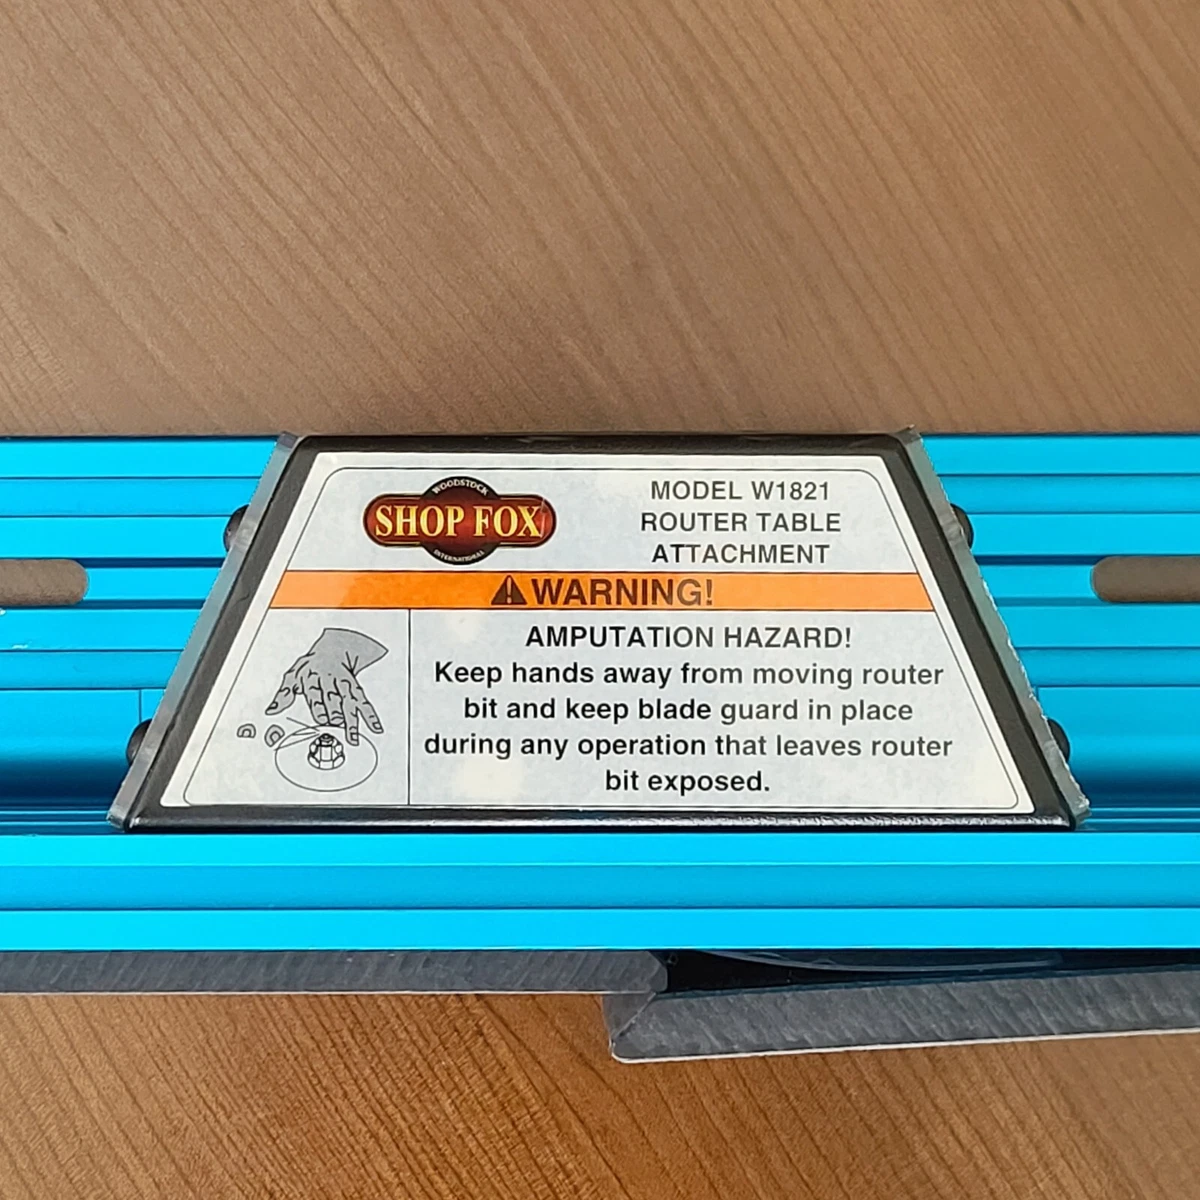 WOODSTOCK
SHOP FOX
INTERNATIONAL
MODEL W1821
ROUTER TABLE
ATTACHMENT
WARNING!
AMPUTATION HAZARD!
Keep hands away from moving router
bit and keep blade guard in place
during any operation that leaves router
bit exposed.